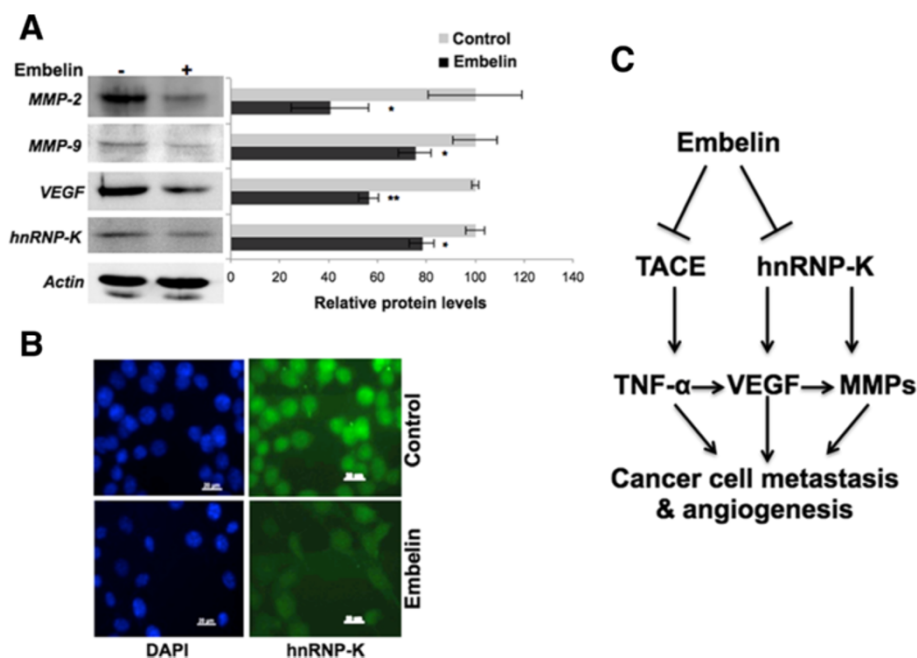 A
Control
Embelin
Embelin - +
MMP-2
*
MMP-9
*
VEGF
**
hnRNP-K
*
Actin
0 20 40 60 80 100 120 140
Relative protein levels
B
Control
Embelin
DAPI hnRNP-K
C
Embelin
TACE hnRNP-K
TNF-α VEGF MMPs
Cancer cell metastasis
& angiogenesis